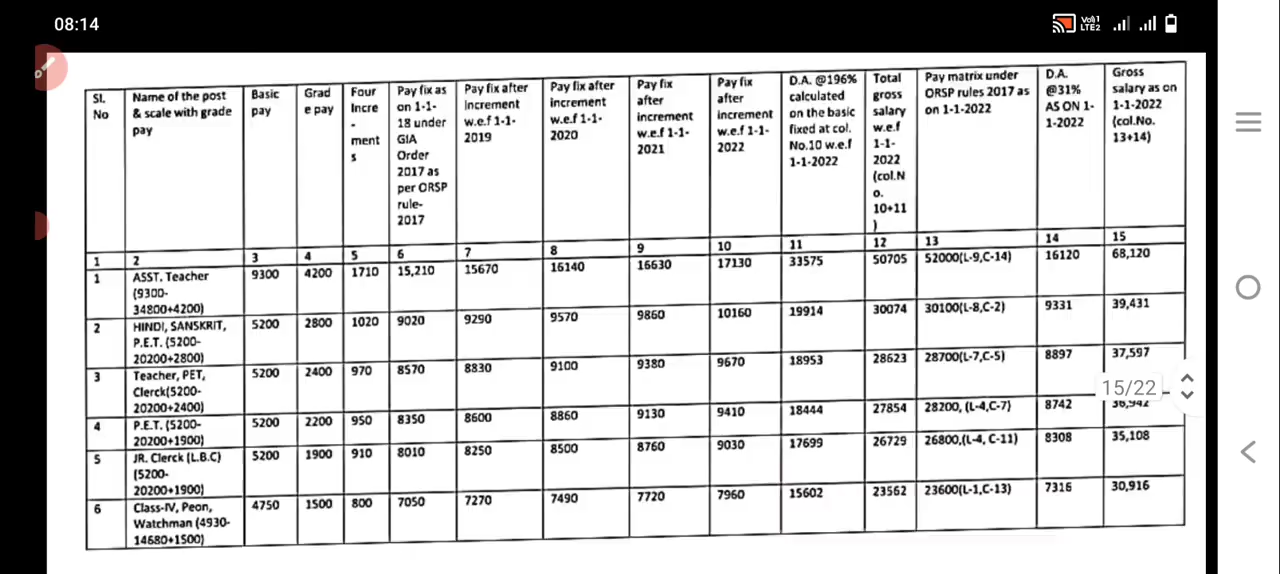 08:14
Vo))1
LTE2
Sl. No | Name of the post & scale with grade pay | Basic pay | Grad e pay | Four Incre - ment s | Pay fix as on 1-1-18 under GIA Order 2017 as per ORSP rule-2017 | Pay fix after Increment w.e.f 1-1-2019 | Pay fix after increment w.e.f 1-1-2020 | Pay fix after increment w.e.f 1-1-2021 | Pay fix after increment w.e.f 1-1-2022 | D.A. @196% calculated on the basic fixed at col. No.10 w.e.f 1-1-2022 | Total gross salary w.e.f 1-1-2022 (col.N o. 10+11 ) | Pay matrix under ORSP rules 2017 as on 1-1-2022 | D.A. @31% AS ON 1-1-2022 | Gross salary as on 1-1-2022 (col.No. 13+14)
1 | 2 | 3 | 4 | 5 | 6 | 7 | 8 | 9 | 10 | 11 | 12 | 13 | 14 | 15
1 | ASST. Teacher (9300-34800+4200) | 9300 | 4200 | 1710 | 15,210 | 15670 | 16140 | 16630 | 17130 | 33575 | 50705 | 52000(L-9,C-14) | 16120 | 68,120
2 | HINDI, SANSKRIT, P.E.T. (5200-20200+2800) | 5200 | 2800 | 1020 | 9020 | 9290 | 9570 | 9860 | 10160 | 19914 | 30074 | 30100(L-8,C-2) | 9331 | 39,431
3 | Teacher, PET, Clerck(5200-20200+2400) | 5200 | 2400 | 970 | 8570 | 8830 | 9100 | 9380 | 9670 | 18953 | 28623 | 28700(L-7,C-5) | 8897 | 37,597
15/22
4 | P.E.T. (5200-20200+1900) | 5200 | 2200 | 950 | 8350 | 8600 | 8860 | 9130 | 9410 | 18444 | 27854 | 28200, (L-4,C-7) | 8742 | 36,942
5 | JR. Clerck (L.B.C) (5200-20200+1900) | 5200 | 1900 | 910 | 8010 | 8250 | 8500 | 8760 | 9030 | 17699 | 26729 | 26800,(L-4, C-11) | 8308 | 35,108
6 | Class-IV, Peon, Watchman (4930-14680+1500) | 4750 | 1500 | 800 | 7050 | 7270 | 7490 | 7720 | 7960 | 15602 | 23562 | 23600(L-1,C-13) | 7316 | 30,916